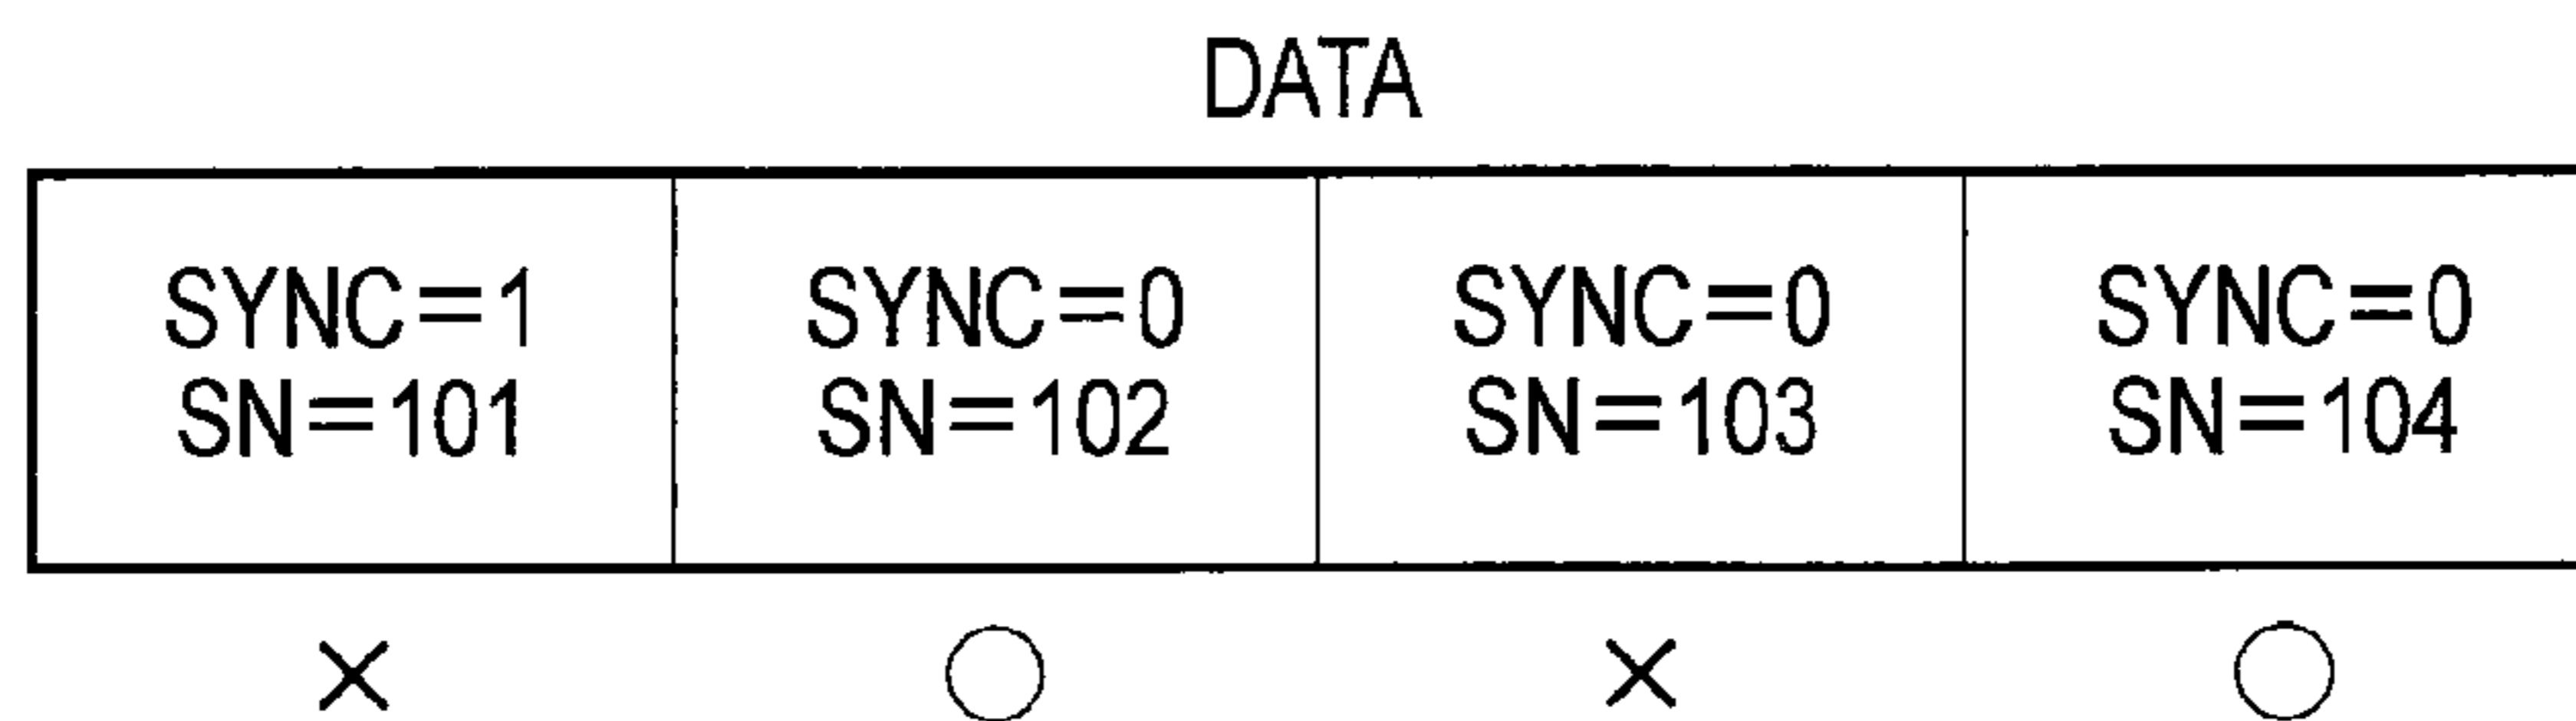 DATA
SYNC=1 SYNC=0 SYNC=0 SYNC=0
SN=101 SN=102 SN=103 SN=104
× ○ × ○